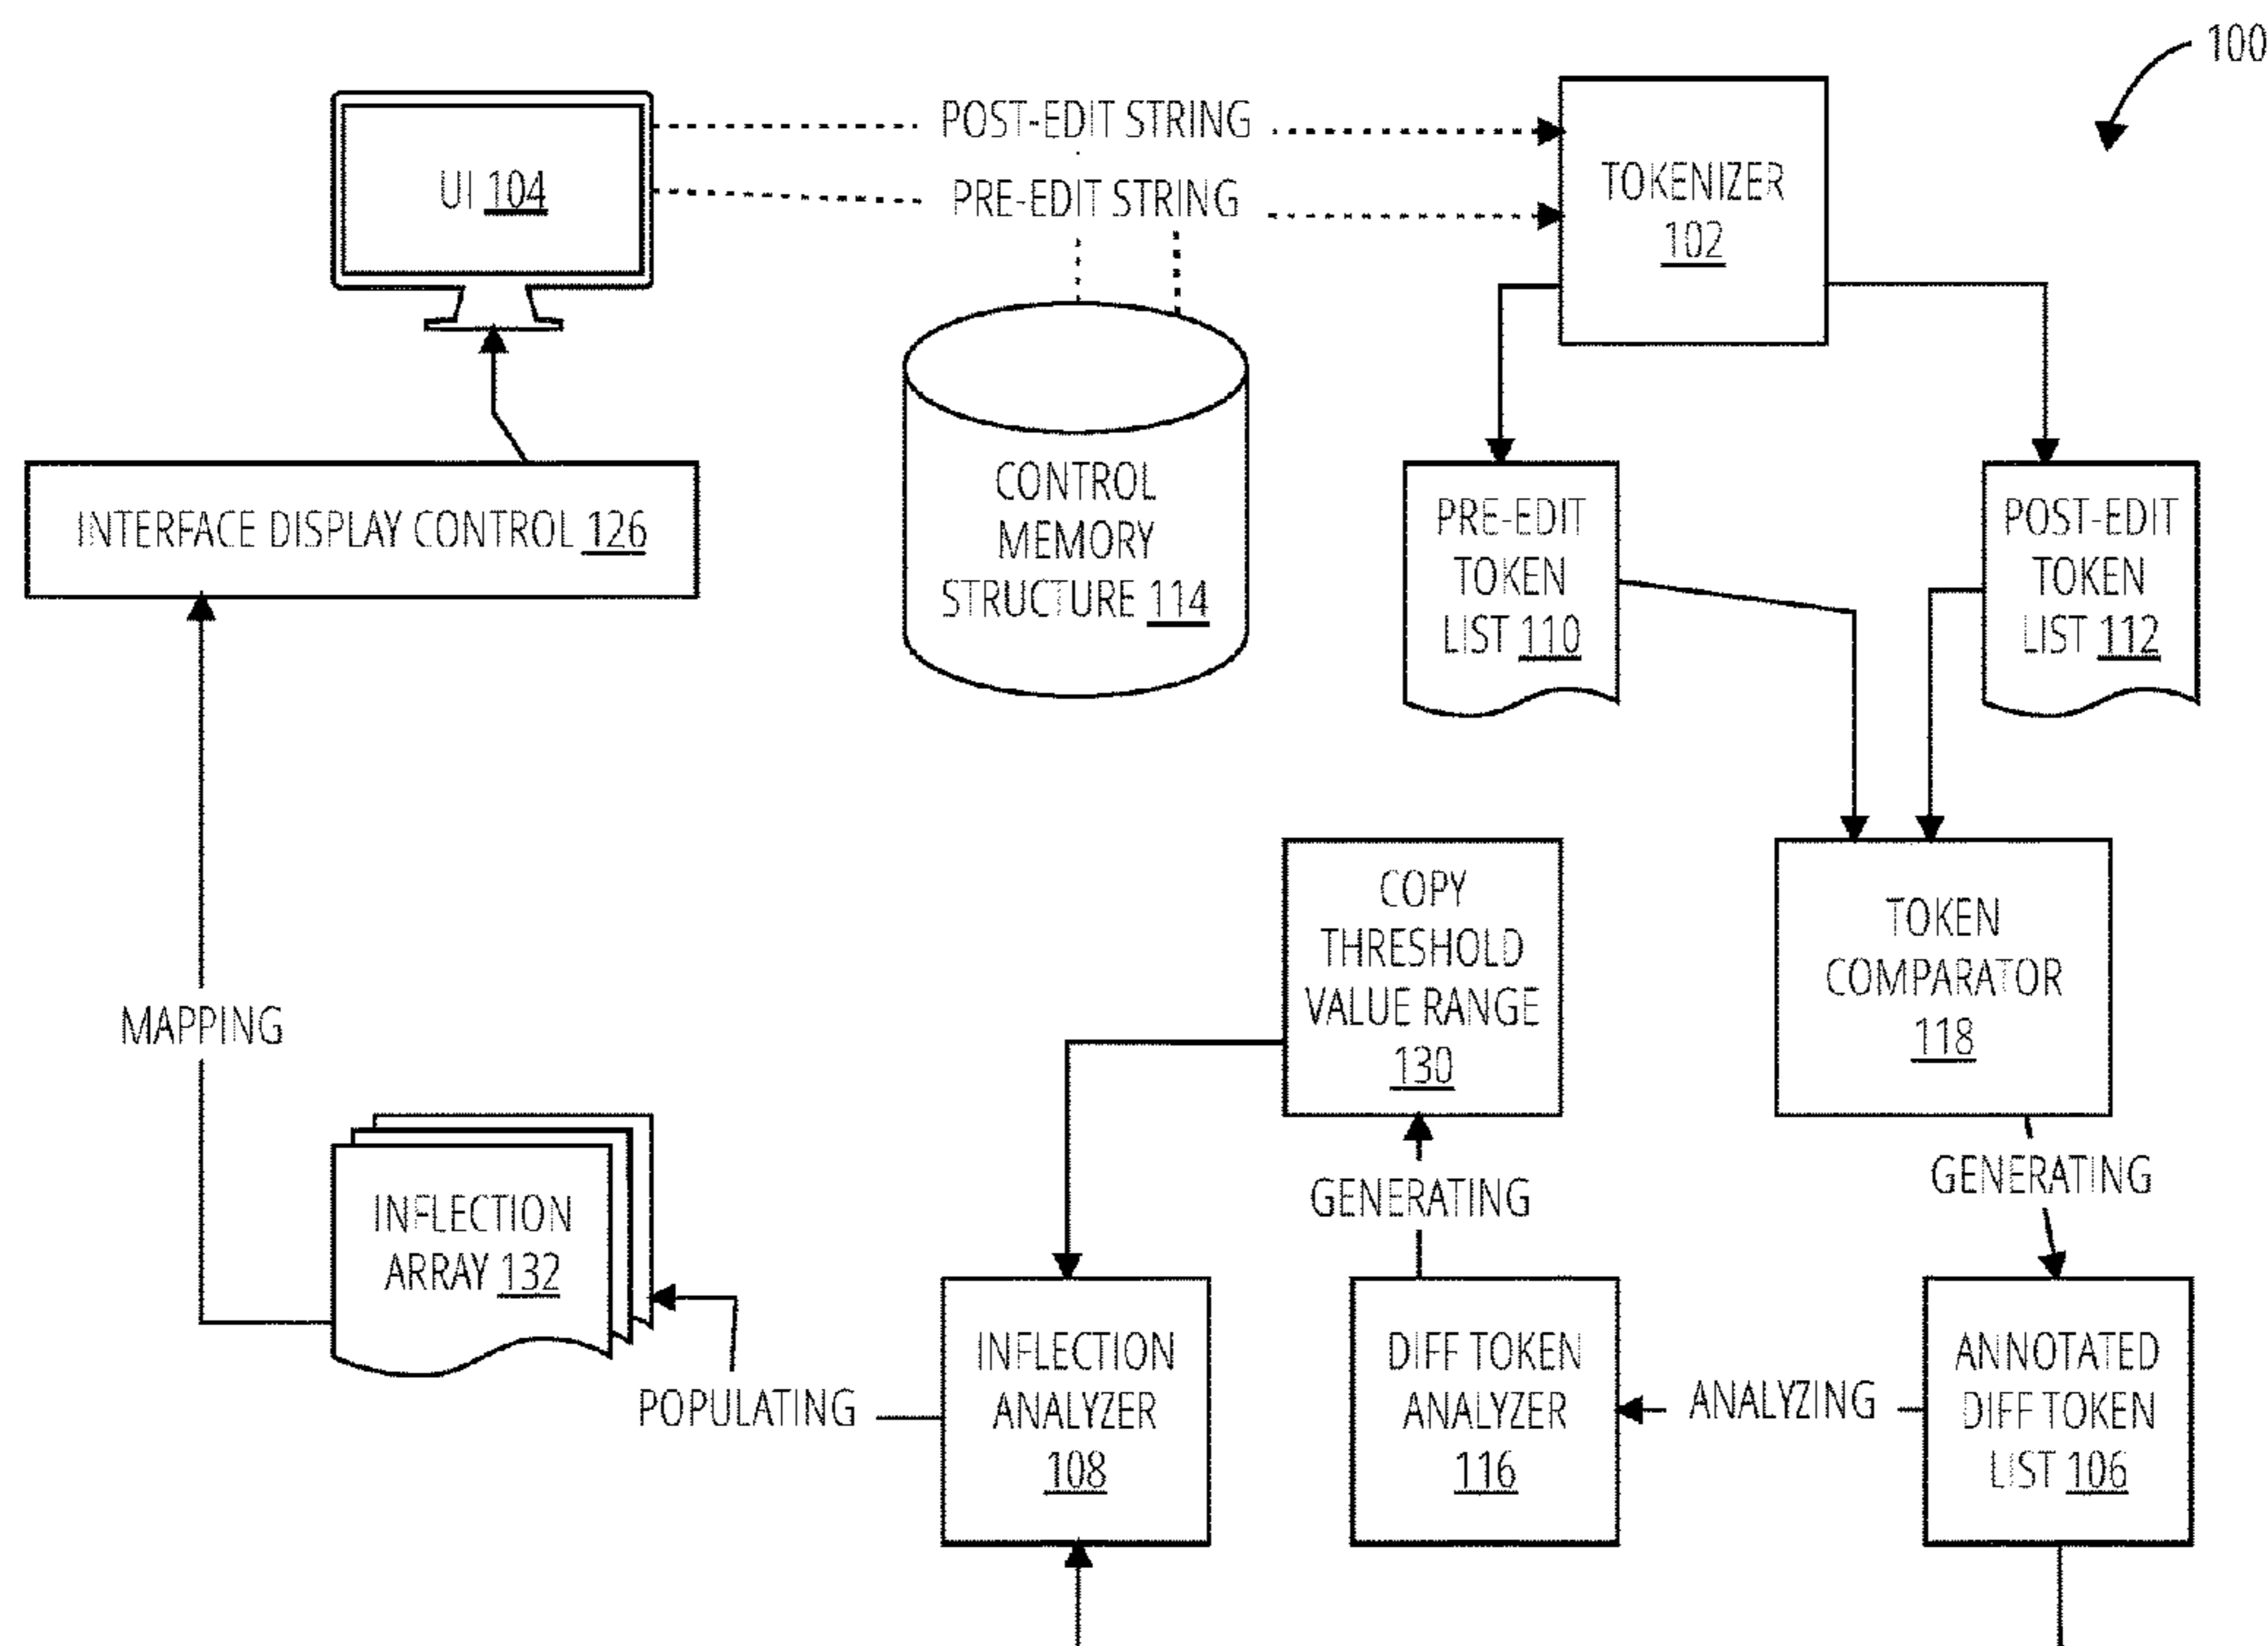 100
POST-EDIT STRING
PRE-EDIT STRING
UI 104
TOKENIZER
102
INTERFACE DISPLAY CONTROL 126
CONTROL
MEMORY
STRUCTURE 114
PRE-EDIT
TOKEN
LIST 110
POST-EDIT
TOKEN
LIST 112
COPY
THRESHOLD
VALUE RANGE
130
TOKEN
COMPARATOR
118
MAPPING
GENERATING
GENERATING
INFLECTION
ARRAY 132
POPULATING
INFLECTION
ANALYZER
108
DIFF TOKEN
ANALYZER
116
ANALYZING
ANNOTATED
DIFF TOKEN
LIST 106